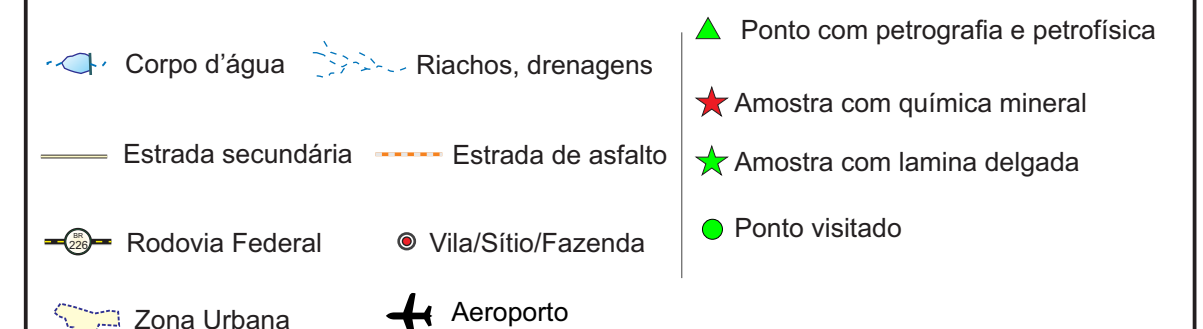 Corpo d'água
Riachos, drenagens
Estrada secundária
Estrada de asfalto
BR
226
Rodovia Federal
Vila/Sítio/Fazenda
Zona Urbana
Aeroporto
Ponto com petrografia e petrofísica
Amostra com química mineral
Amostra com lamina delgada
Ponto visitado